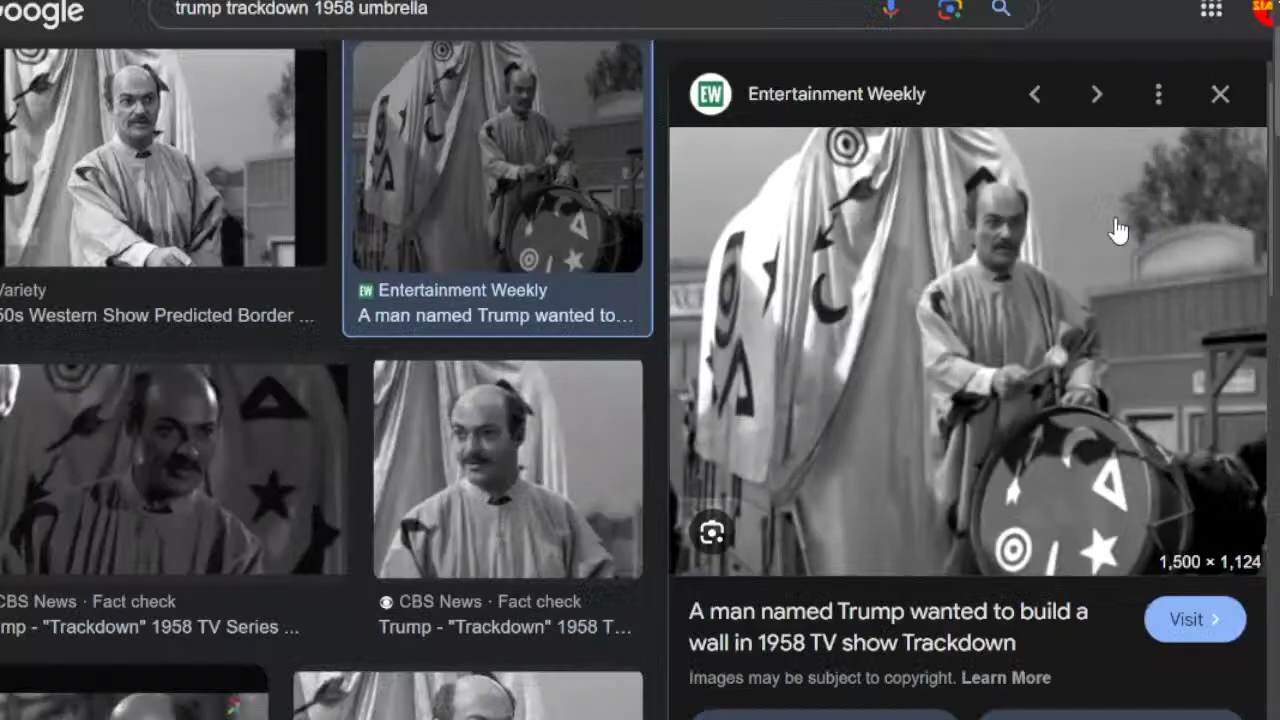 oogle
trump trackdown 1958 umbrella
EW Entertainment Weekly
Variety
50s Western Show Predicted Border ...
EW Entertainment Weekly
A man named Trump wanted to...
CBS News · Fact check
mp - "Trackdown" 1958 TV Series ...
CBS News · Fact check
Trump - "Trackdown" 1958 T...
1,500 × 1,124
A man named Trump wanted to build a
wall in 1958 TV show Trackdown
Visit
Images may be subject to copyright. Learn More